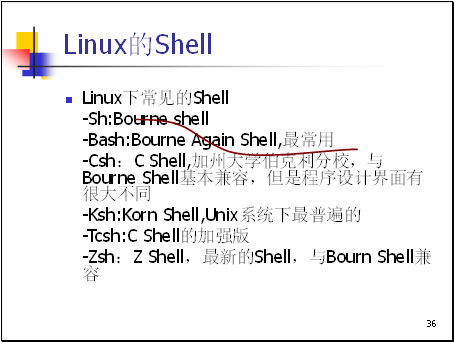 Linux的Shell
Linux下常见的Shell
-Sh:Bourne shell
-Bash:Bourne Again Shell,最常用
-Csh：C Shell,加州大学伯克利分校，与
Bourne Shell基本兼容，但是程序设计界面有
很大不同
-Ksh:Korn Shell,Unix系统下最普遍的
-Tcsh:C Shell的加强版
-Zsh：Z Shell，最新的Shell，与Bourn Shell兼
容
36